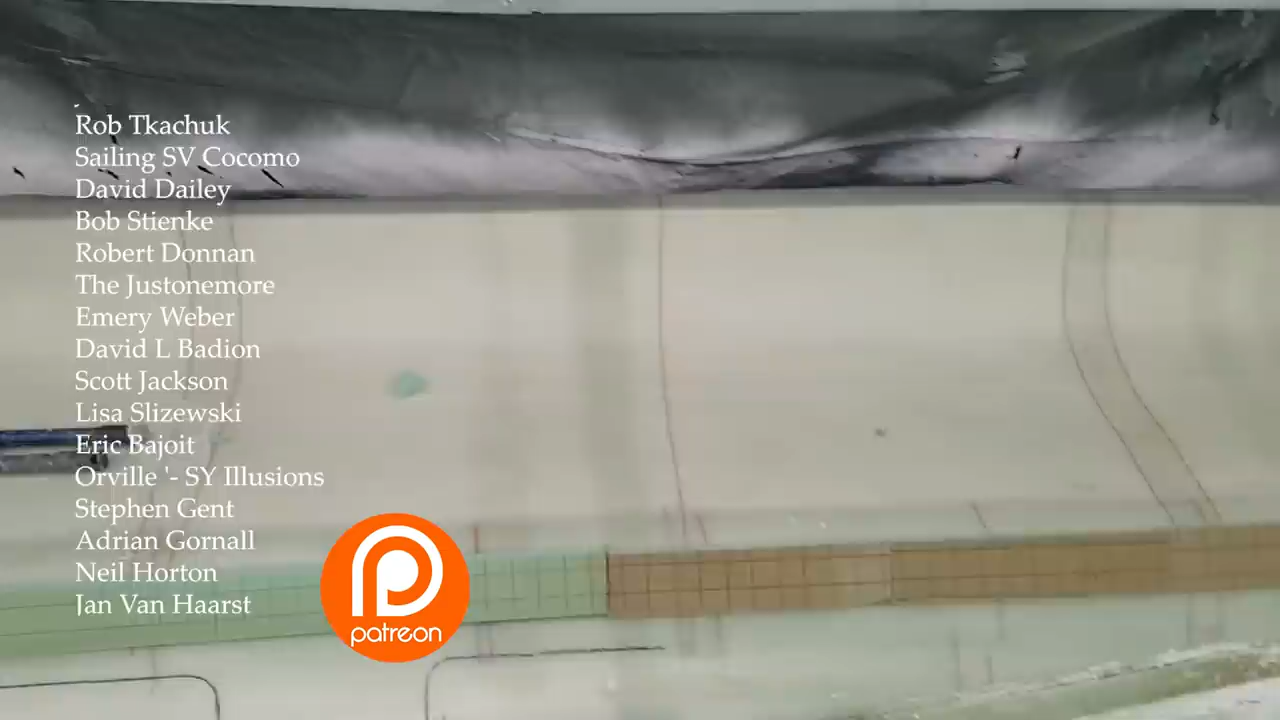 Rob Tkachuk
Sailing SV Cocomo
David Dailey
Bob Stienke
Robert Donnan
The Justonemore
Emery Weber
David L Badion
Scott Jackson
Lisa Slizewski
Eric Bajoit
Orville '- SY Illusions
Stephen Gent
Adrian Gornall
Neil Horton
Jan Van Haarst
patreon